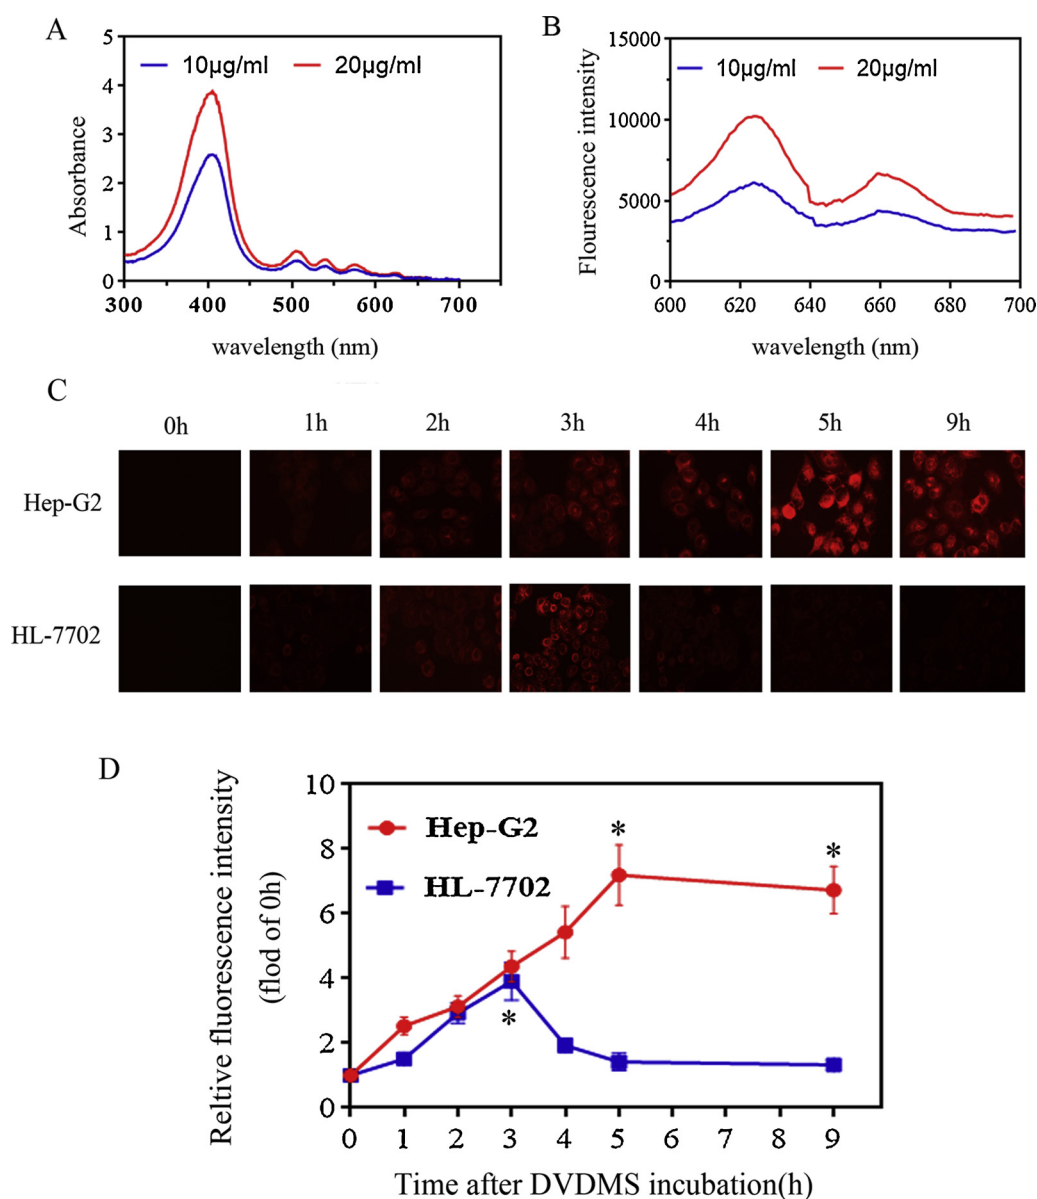 A
5
4
3
2
1
0
Absorbance
10µg/ml 20µg/ml
300 400 500 600 700
wavelength (nm)
B
15000
10000
5000
0
Flourescence intensity
10µg/ml 20µg/ml
600 620 640 660 680 700
wavelength (nm)
C
0h 1h 2h 3h 4h 5h 9h
Hep-G2
HL-7702
D
Reltive fluorescence intensity
(flod of 0h)
10
8
6
4
2
0
Hep-G2
HL-7702
*
*
*
0 1 2 3 4 5 6 7 8 9
Time after DVDMS incubation(h)